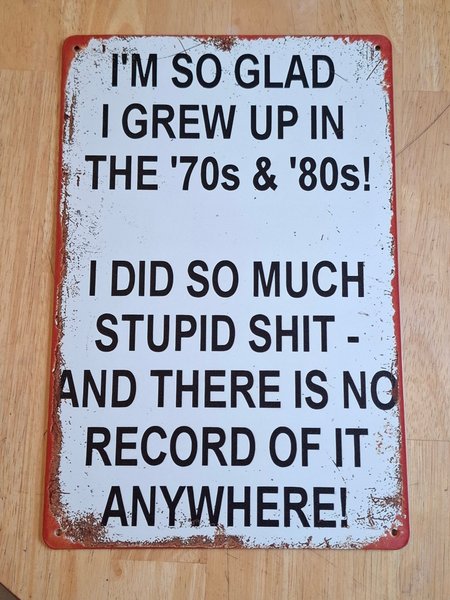 I'M SO GLAD
I GREW UP IN
THE '70s & '80s!
I DID SO MUCH
STUPID SHIT -
AND THERE IS NO
RECORD OF IT
ANYWHERE!